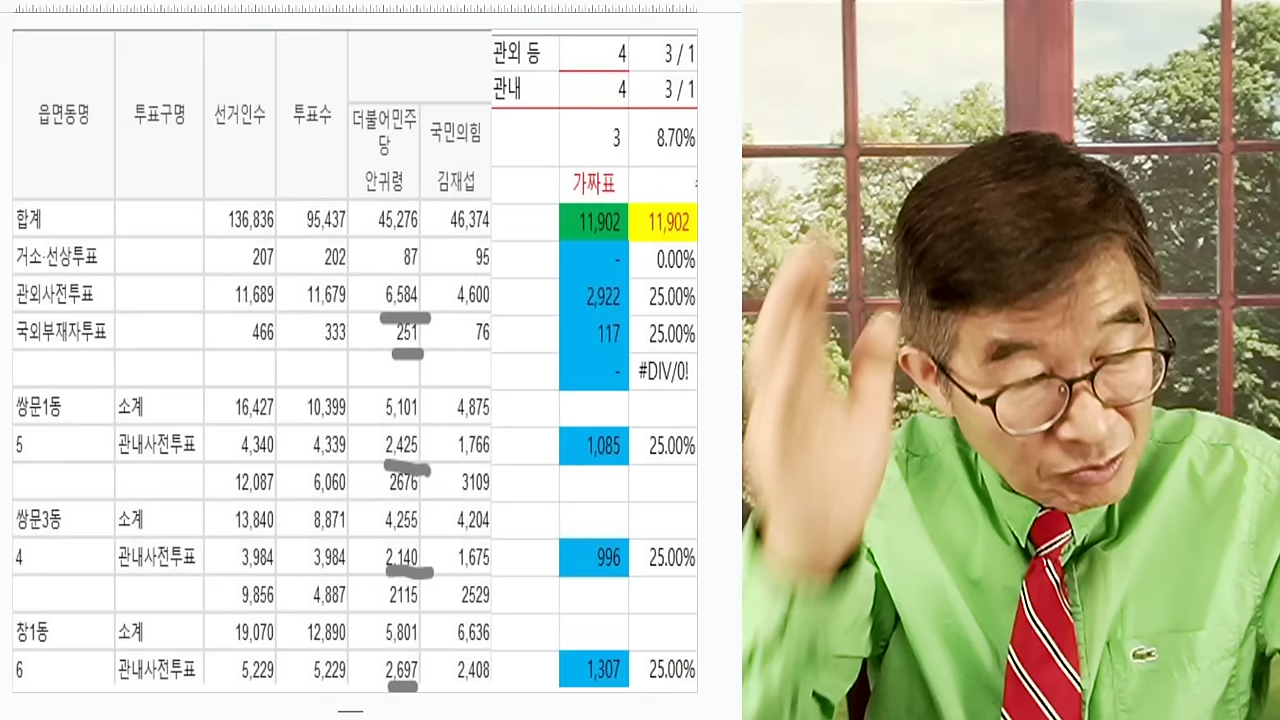 관외 등 4 3 / 1
관내 4 3 / 1
읍면동명 투표구명 선거인수 투표수 더불어민주당 국민의힘 3 8.70%
안귀령 김재섭 가짜표
합계 136,836 95,437 45,276 46,374 11,902 11,902
거소·선상투표 207 202 87 95 - 0.00%
관외사전투표 11,689 11,679 6,584 4,600 2,922 25.00%
국외부재자투표 466 333 251 76 117 25.00%
- #DIV/0!
쌍문1동 소계 16,427 10,399 5,101 4,875
5 관내사전투표 4,340 4,339 2,425 1,766 1,085 25.00%
12,087 6,060 2676 3109
쌍문3동 소계 13,840 8,871 4,255 4,204
4 관내사전투표 3,984 3,984 2,140 1,675 996 25.00%
9,856 4,887 2115 2529
창1동 소계 19,070 12,890 5,801 6,636
6 관내사전투표 5,229 5,229 2,697 2,408 1,307 25.00%